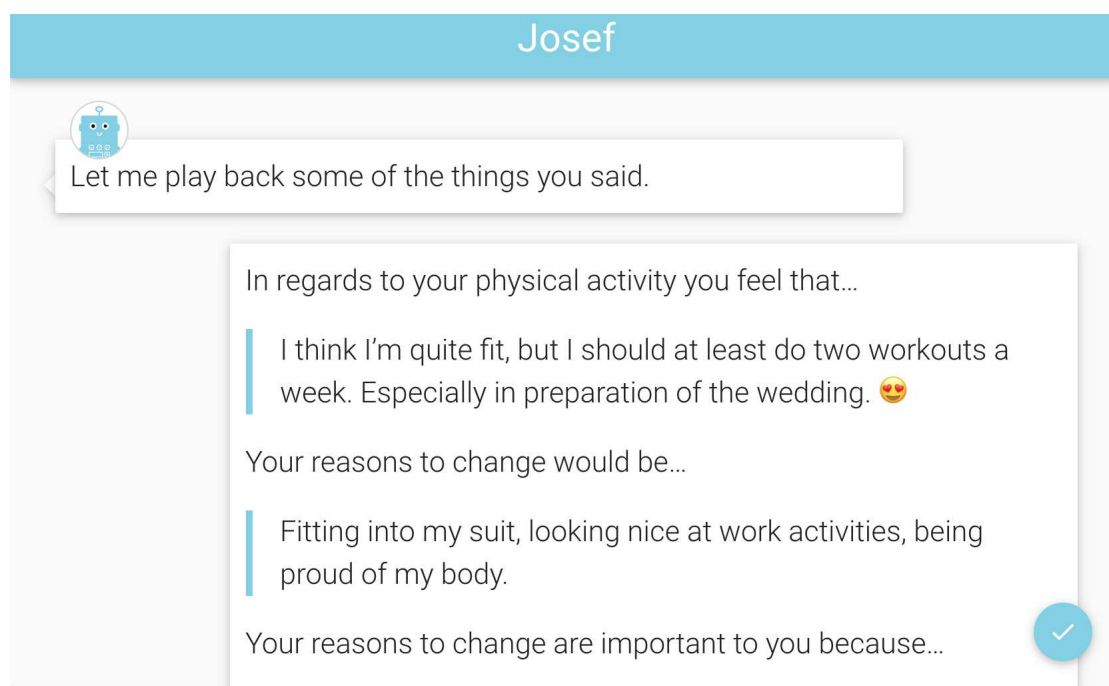 Josef
Let me play back some of the things you said.
In regards to your physical activity you feel that...
I think I’m quite fit, but I should at least do two workouts a
week. Especially in preparation of the wedding. 😍
Your reasons to change would be...
Fitting into my suit, looking nice at work activities, being
proud of my body.
Your reasons to change are important to you because...